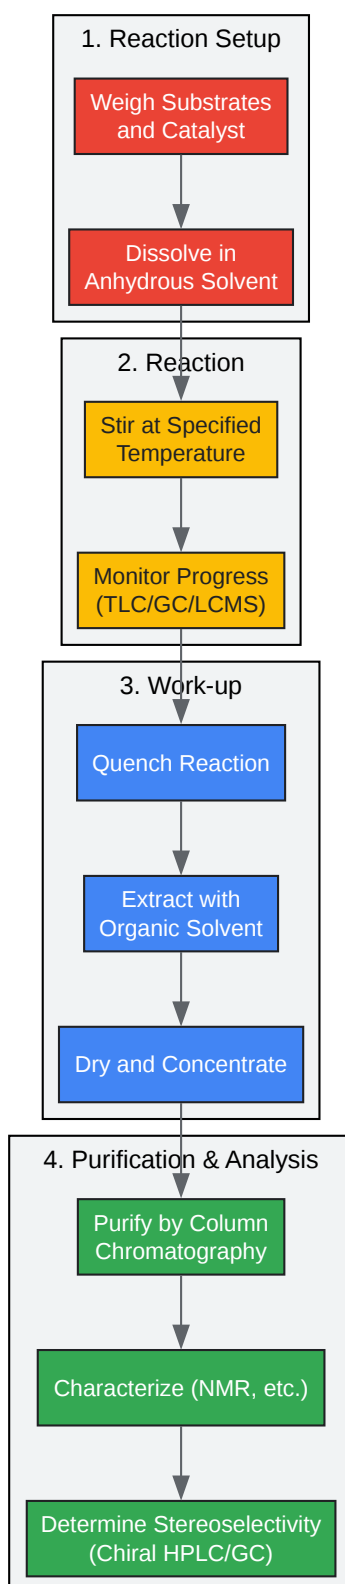 1. Reaction Setup
Weigh Substrates
and Catalyst
Dissolve in
Anhydrous Solvent
2. Reaction
Stir at Specified
Temperature
Monitor Progress
(TLC/GC/LCMS)
3. Work-up
Quench Reaction
Extract with
Organic Solvent
Dry and Concentrate
4. Purification & Analysis
Purify by Column
Chromatography
Characterize (NMR, etc.)
Determine Stereoselectivity
(Chiral HPLC/GC)